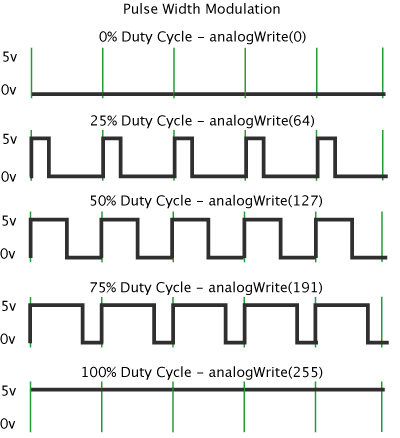 Pulse Width Modulation
0% Duty Cycle – analogWrite(0)
5v
0v
25% Duty Cycle – analogWrite(64)
5v
0v
50% Duty Cycle – analogWrite(127)
5v
0v
75% Duty Cycle – analogWrite(191)
5v
0v
100% Duty Cycle – analogWrite(255)
5v
0v